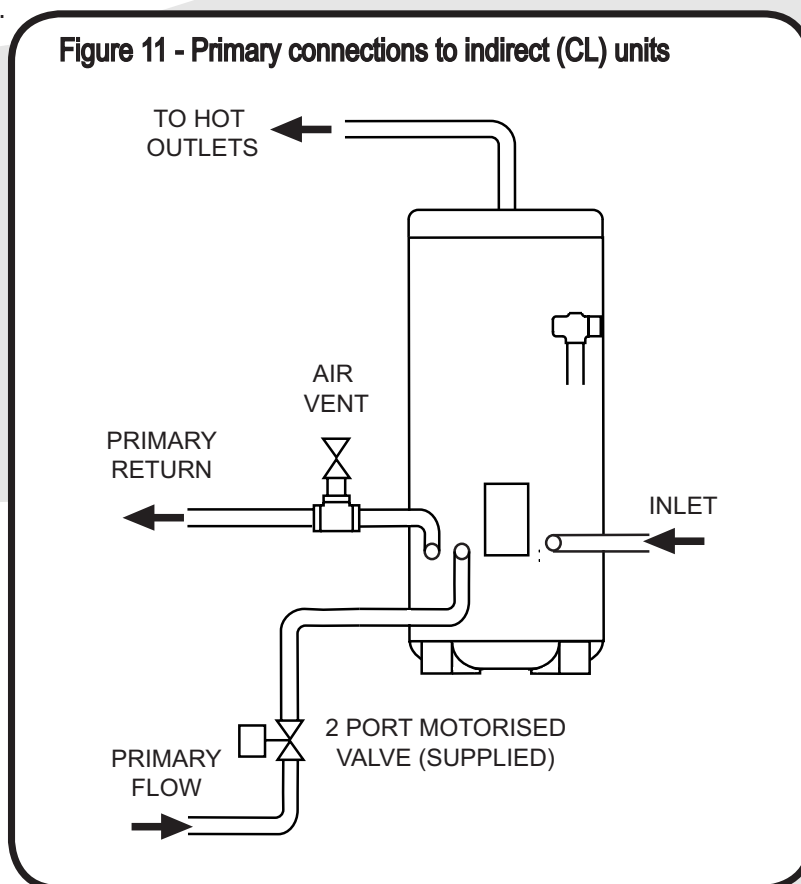 Figure 11 - Primary connections to indirect (CL) units
TO HOT
OUTLETS
AIR
VENT
PRIMARY
RETURN
INLET
2 PORT MOTORISED
VALVE (SUPPLIED)
PRIMARY
FLOW